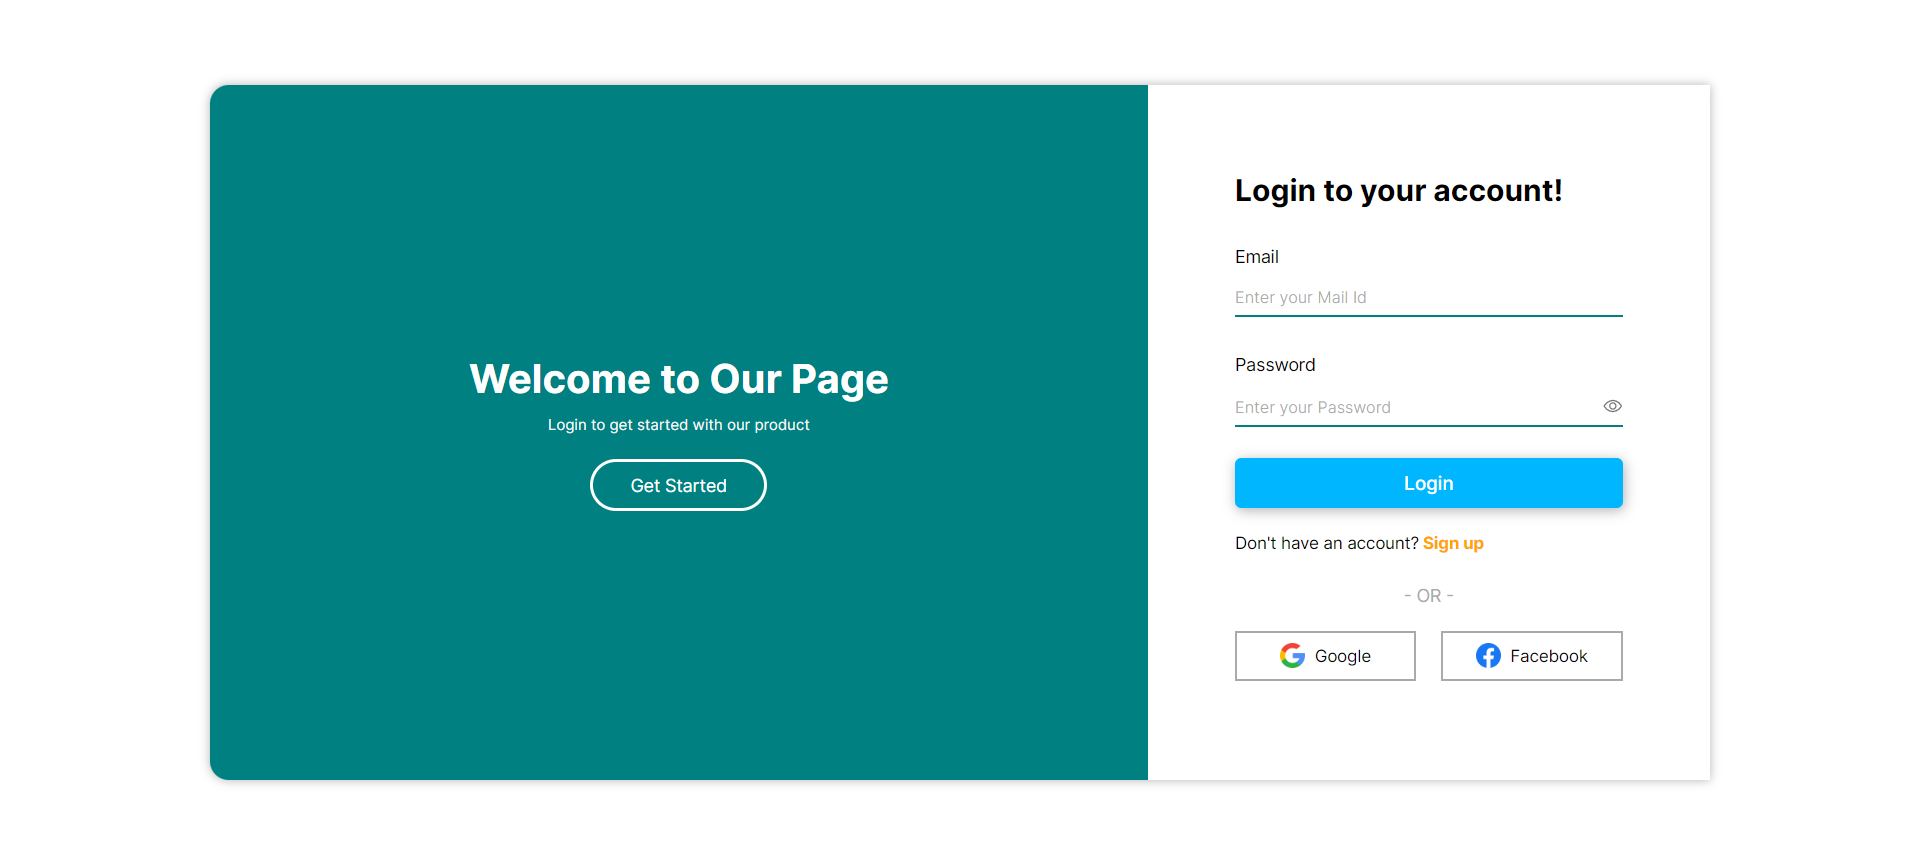 Welcome to Our Page
Login to get started with our product
Get Started
Login to your account!
Email
Enter your Mail Id
Password
Enter your Password
Login
Don't have an account? Sign up
- OR -
Google
Facebook